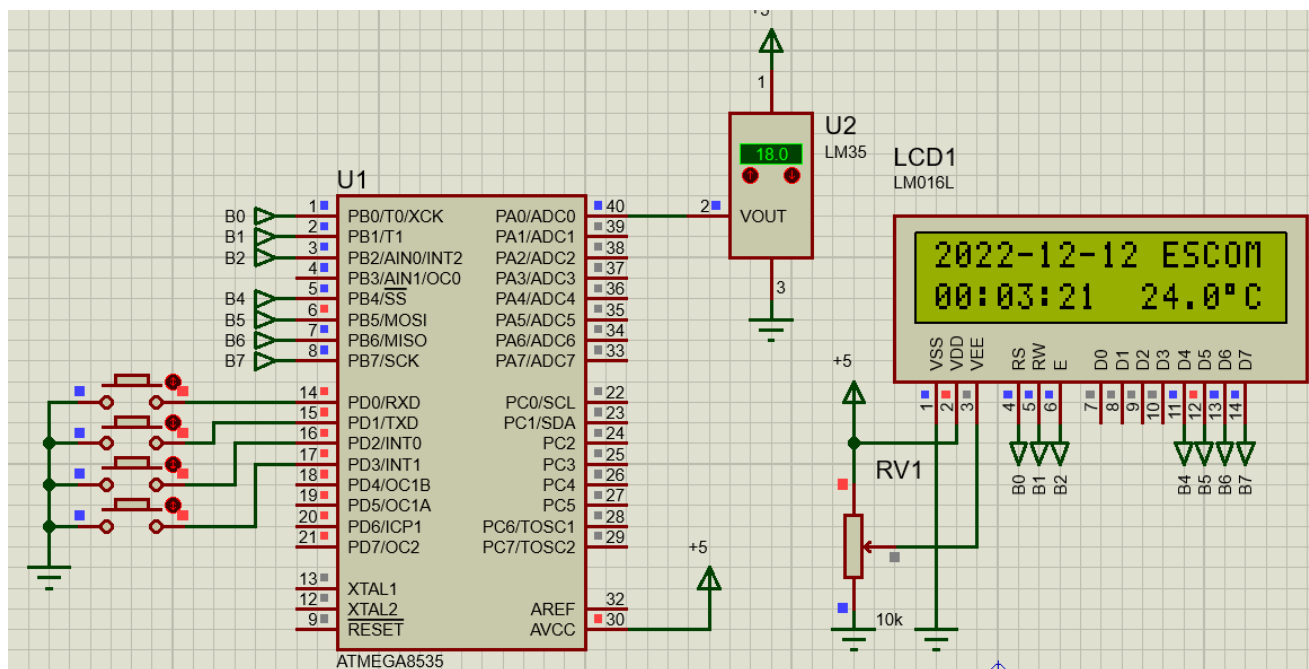 +5
1
U2
LM35
18.0
2
VOUT
3
LCD1
LM016L
2022-12-12 ESCOM
00:03:21 24.0°C
VSS
VDD
VEE
RS
RW
E
D0
D1
D2
D3
D4
D5
D6
D7
1
2
3
4
5
6
7
8
9
10
11
12
13
14
B0
B1
B2
B4
B5
B6
B7
U1
B0 1 PB0/T0/XCK PA0/ADC0 40
B1 2 PB1/T1 PA1/ADC1 39
B2 3 PB2/AIN0/INT2 PA2/ADC2 38
4 PB3/AIN1/OC0 PA3/ADC3 37
B4 5 PB4/SS PA4/ADC4 36
B5 6 PB5/MOSI PA5/ADC5 35
B6 7 PB6/MISO PA6/ADC6 34
B7 8 PB7/SCK PA7/ADC7 33
14 PD0/RXD PC0/SCL 22
15 PD1/TXD PC1/SDA 23
16 PD2/INT0 PC2 24
17 PD3/INT1 PC3 25
18 PD4/OC1B PC4 26
19 PD5/OC1A PC5 27
20 PD6/ICP1 PC6/TOSC1 28
21 PD7/OC2 PC7/TOSC2 29
13 XTAL1
12 XTAL2 AREF 32
9 RESET AVCC 30
ATMEGA8535
+5
+5
RV1
10k